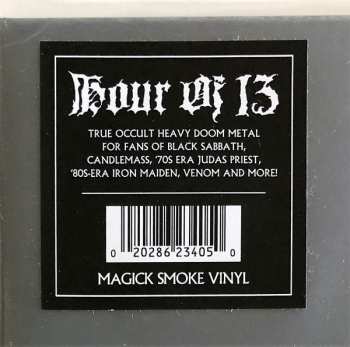 Hour Of 13
TRUE OCCULT HEAVY DOOM METAL
FOR FANS OF BLACK SABBATH,
CANDLEMASS, '70S ERA JUDAS PRIEST,
'80S-ERA IRON MAIDEN, VENOM AND MORE!
0 20286 23405 0
MAGICK SMOKE VINYL